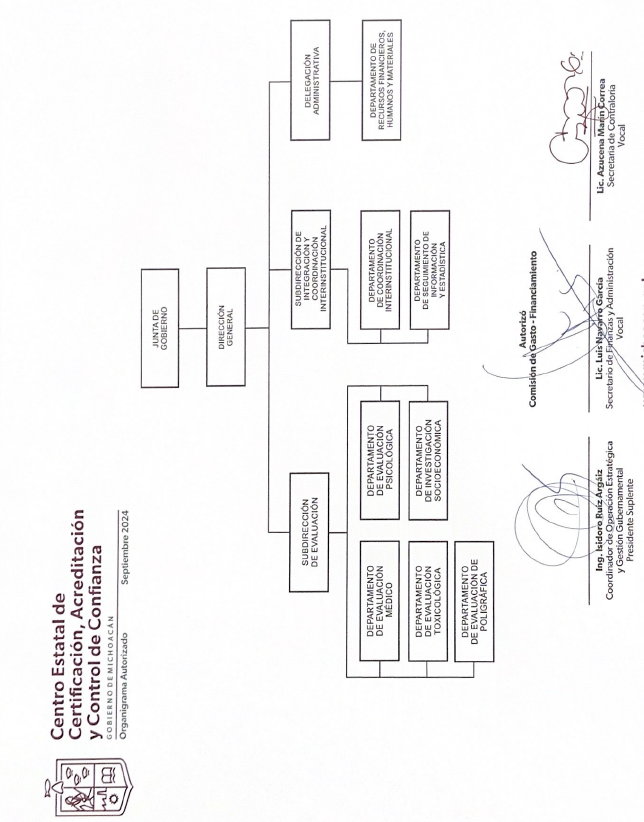 Centro Estatal de
Certificación, Acreditación
y Control de Confianza
GOBIERNO DE MICHOACÁN
Organigrama Autorizado Septiembre 2024
JUNTA DE
GOBIERNO
DIRECCIÓN
GENERAL
SUBDIRECCIÓN
DE EVALUACIÓN
SUBDIRECCIÓN DE
INTEGRACIÓN Y
COORDINACIÓN
INTERINSTITUCIONAL
DELEGACIÓN
ADMINISTRATIVA
DEPARTAMENTO
DE EVALUACIÓN
MÉDICO
DEPARTAMENTO
DE EVALUACIÓN
PSICOLÓGICA
DEPARTAMENTO
DE COORDINACIÓN
INTERINSTITUCIONAL
DEPARTAMENTO DE
RECURSOS FINANCIEROS,
HUMANOS Y MATERIALES
DEPARTAMENTO
DE EVALUACIÓN
TOXICOLÓGICA
DEPARTAMENTO
DE INVESTIGACIÓN
SOCIOECONÓMICA
DEPARTAMENTO
DE SEGUIMIENTO DE
INFORMACIÓN
Y ESTADÍSTICA
DEPARTAMENTO
DE EVALUACIÓN DE
POLIGRÁFICA
Autorizó
Comisión de Gasto - Financiamiento
Ing. Isidoro Ruíz Argáiz
Coordinador de Operación Estratégica
y Gestión Gubernamental
Presidente Suplente
Lic. Luis Navarro García
Secretario de Finanzas y Administración
Vocal
Lic. Azucena Marín Correa
Secretaria de Contraloría
Vocal